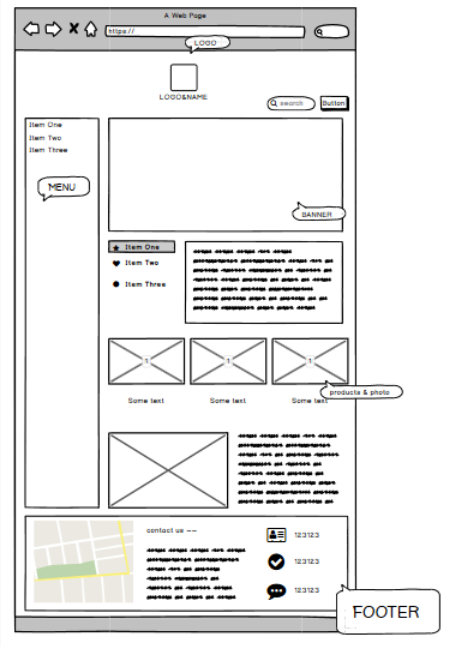 A Web Page
https://
LOGO
LOGO&NAME
search
Button
Item One
Item Two
Item Three
MENU
BANNER
Item One
Item Two
Item Three
1
1
1
Some text
Some text
Some text
products & photo
contact us ~~
123123
123123
123123
FOOTER